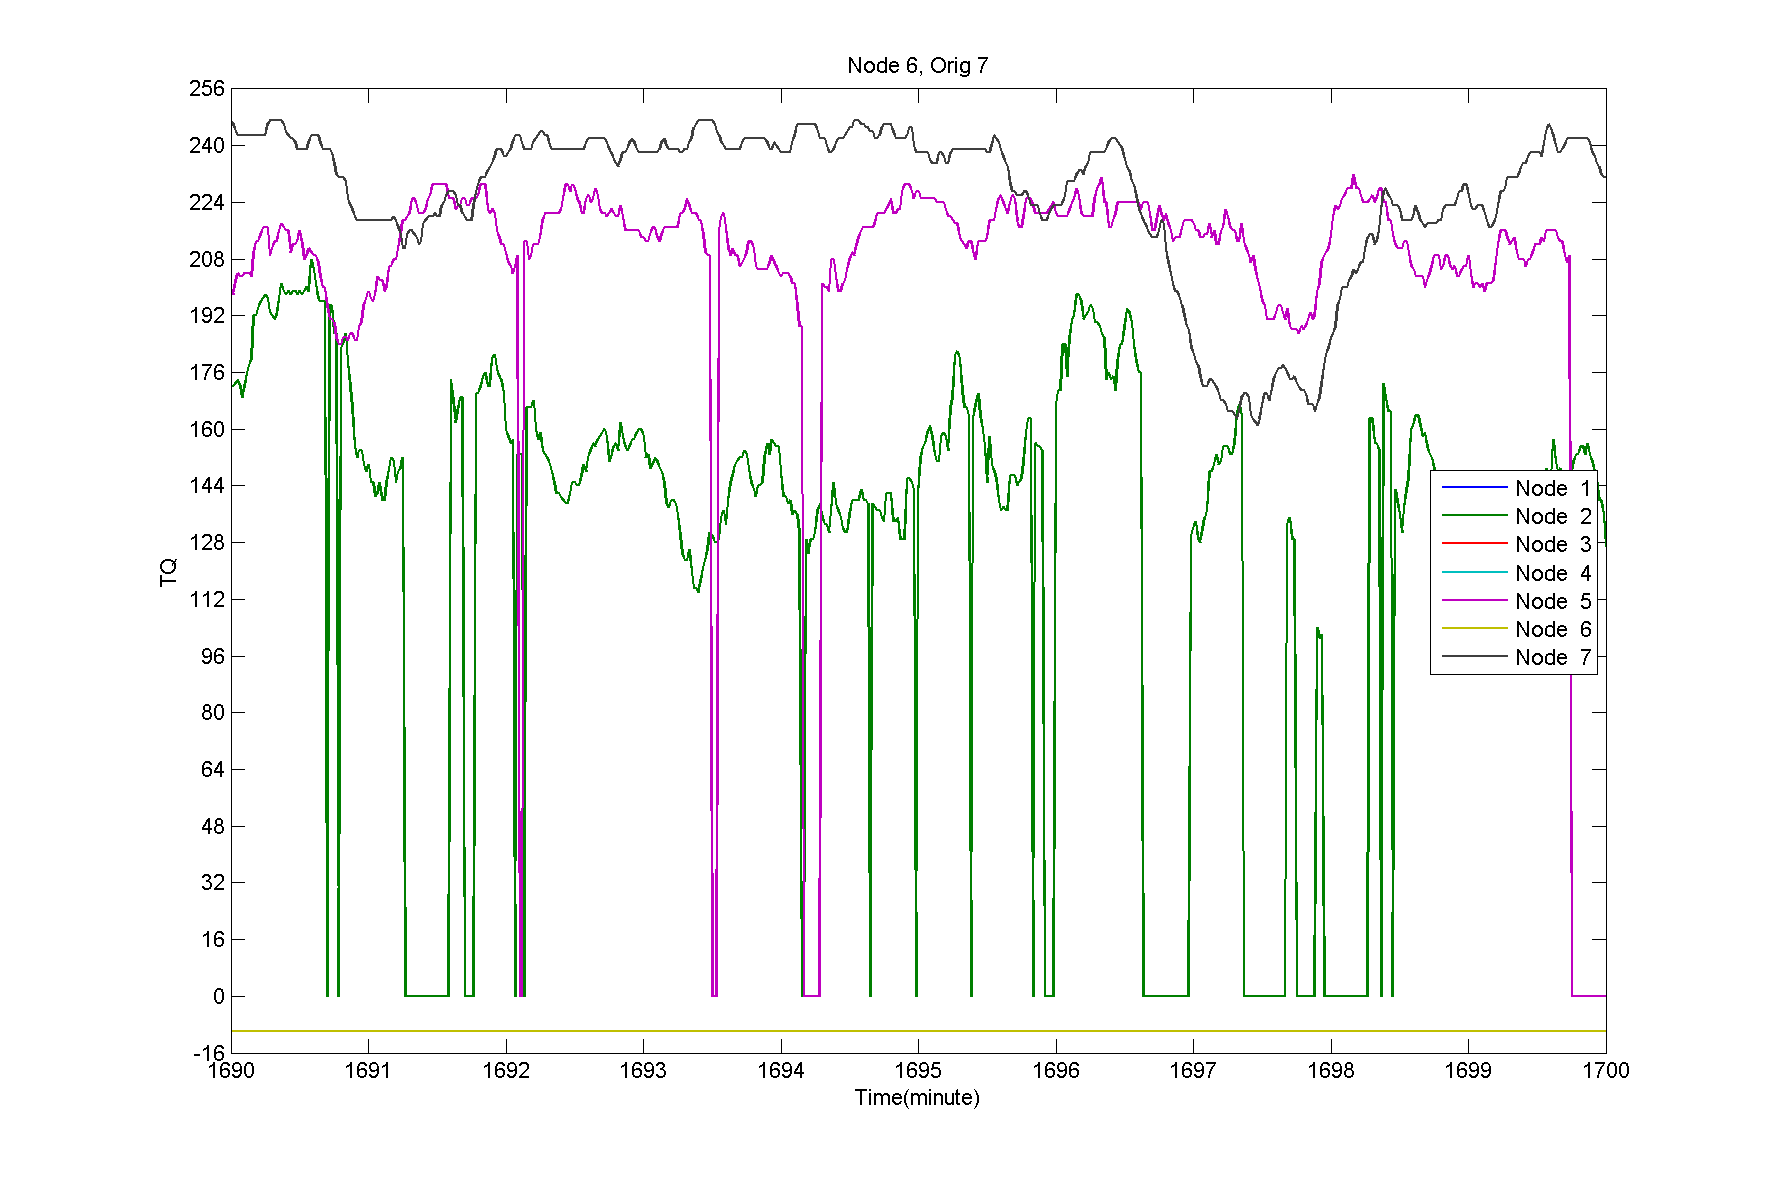 Node 6, Orig 7
256
240
224
208
192
176
160
144
128
112
96
80
64
48
32
16
0
-16
TQ
Node 1
Node 2
Node 3
Node 4
Node 5
Node 6
Node 7
1690 1691 1692 1693 1694 1695 1696 1697 1698 1699 1700
Time(minute)